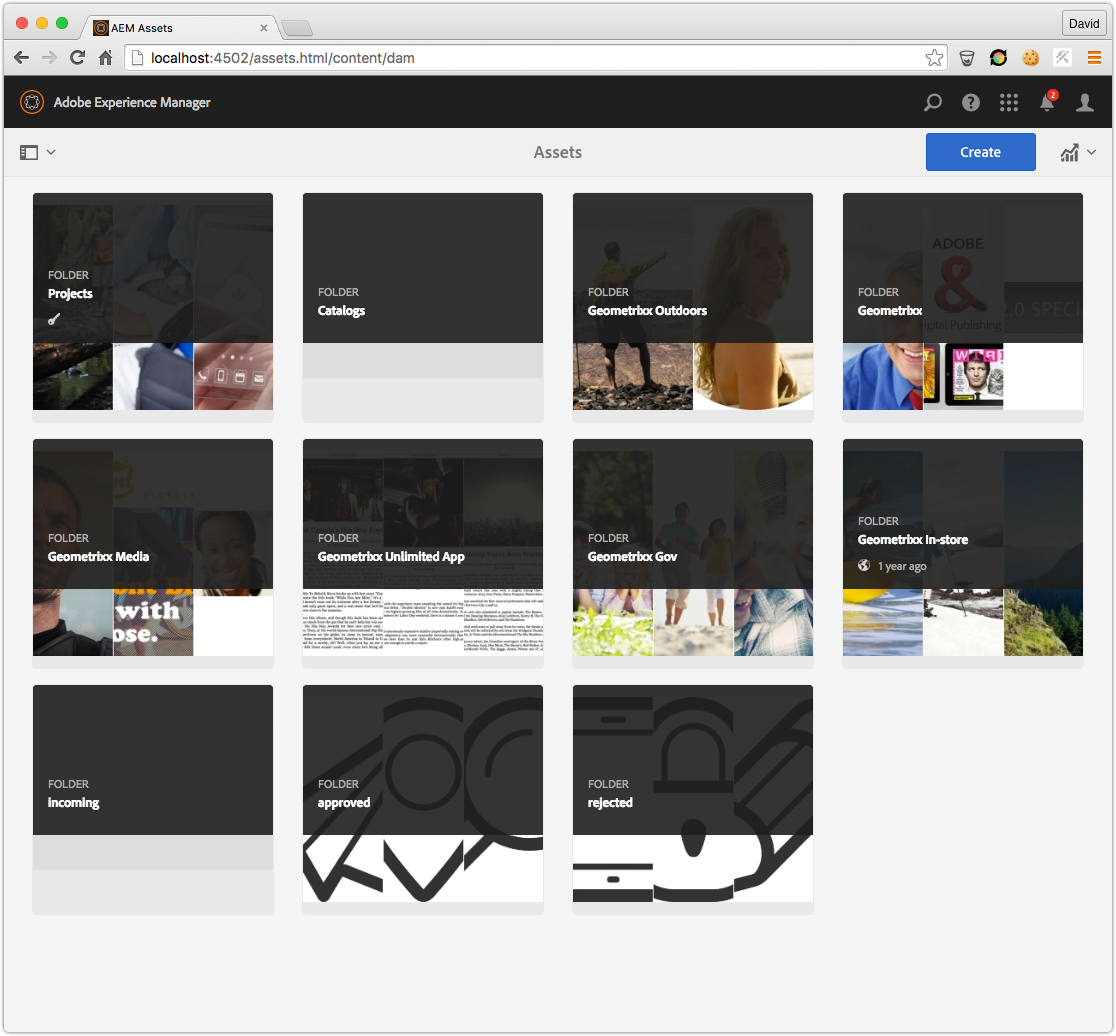 AEM Assets
David
localhost:4502/assets.html/content/dam
Adobe Experience Manager
2
Assets
Create
FOLDER
Projects
FOLDER
Catalogs
FOLDER
Geometrixx Outdoors
FOLDER
Geometrixx
ADOBE
&
igital Publishing
2.0 SPECI
WIR
FOLDER
Geometrixx Media
with
ose.
FOLDER
Geometrixx Unlimited App
FOLDER
Geometrixx Gov
FOLDER
Geometrixx In-store
1 year ago
FOLDER
incoming
FOLDER
approved
FOLDER
rejected